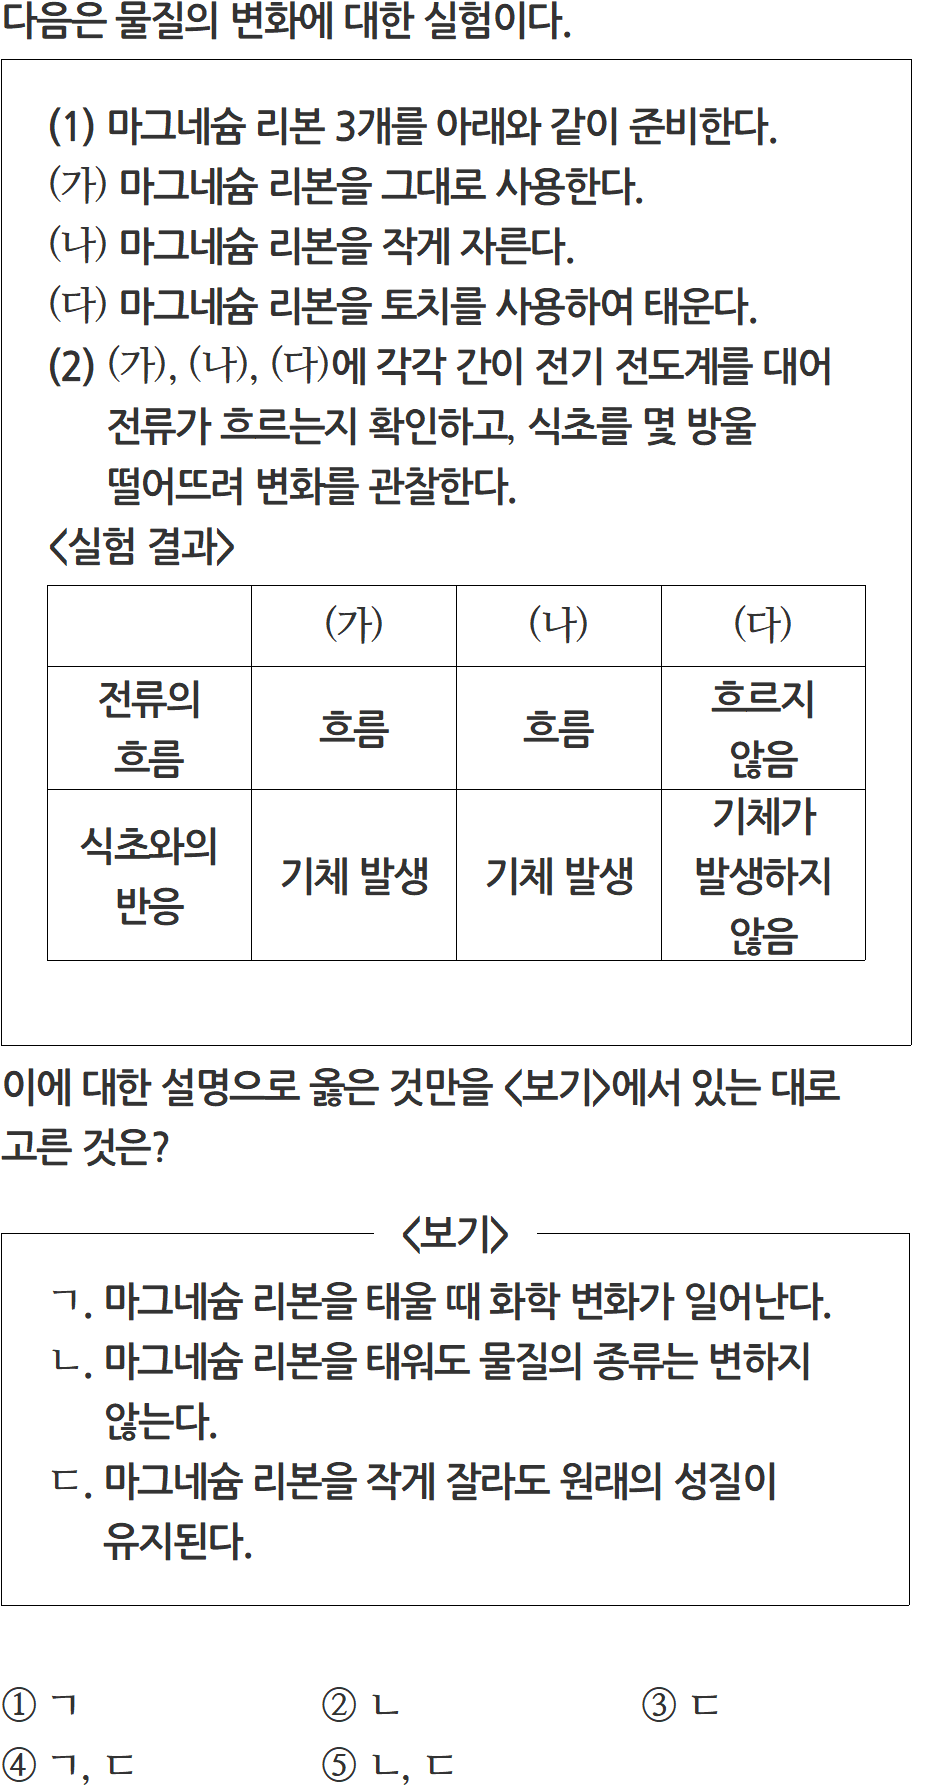 다음은 물질의 변화에 대한 실험이다.
(1) 마그네슘 리본 3개를 아래와 같이 준비한다.
(가) 마그네슘 리본을 그대로 사용한다.
(나) 마그네슘 리본을 작게 자른다.
(다) 마그네슘 리본을 토치를 사용하여 태운다.
(2) (가), (나), (다)에 각각 간이 전기 전도계를 대어
전류가 흐르는지 확인하고, 식초를 몇 방울
떨어뜨려 변화를 관찰한다.
<실험 결과>
(가) (나) (다)
전류의
흐름
흐름
흐름
흐르지
않음
식초와의
반응
기체 발생
기체 발생
기체가
발생하지
않음
이에 대한 설명으로 옳은 것만을 <보기>에서 있는 대로
고른 것은?
<보기>
ㄱ. 마그네슘 리본을 태울 때 화학 변화가 일어난다.
ㄴ. 마그네슘 리본을 태워도 물질의 종류는 변하지
않는다.
ㄷ. 마그네슘 리본을 작게 잘라도 원래의 성질이
유지된다.
① ㄱ ② ㄴ ③ ㄷ
④ ㄱ, ㄷ ⑤ ㄴ, ㄷ